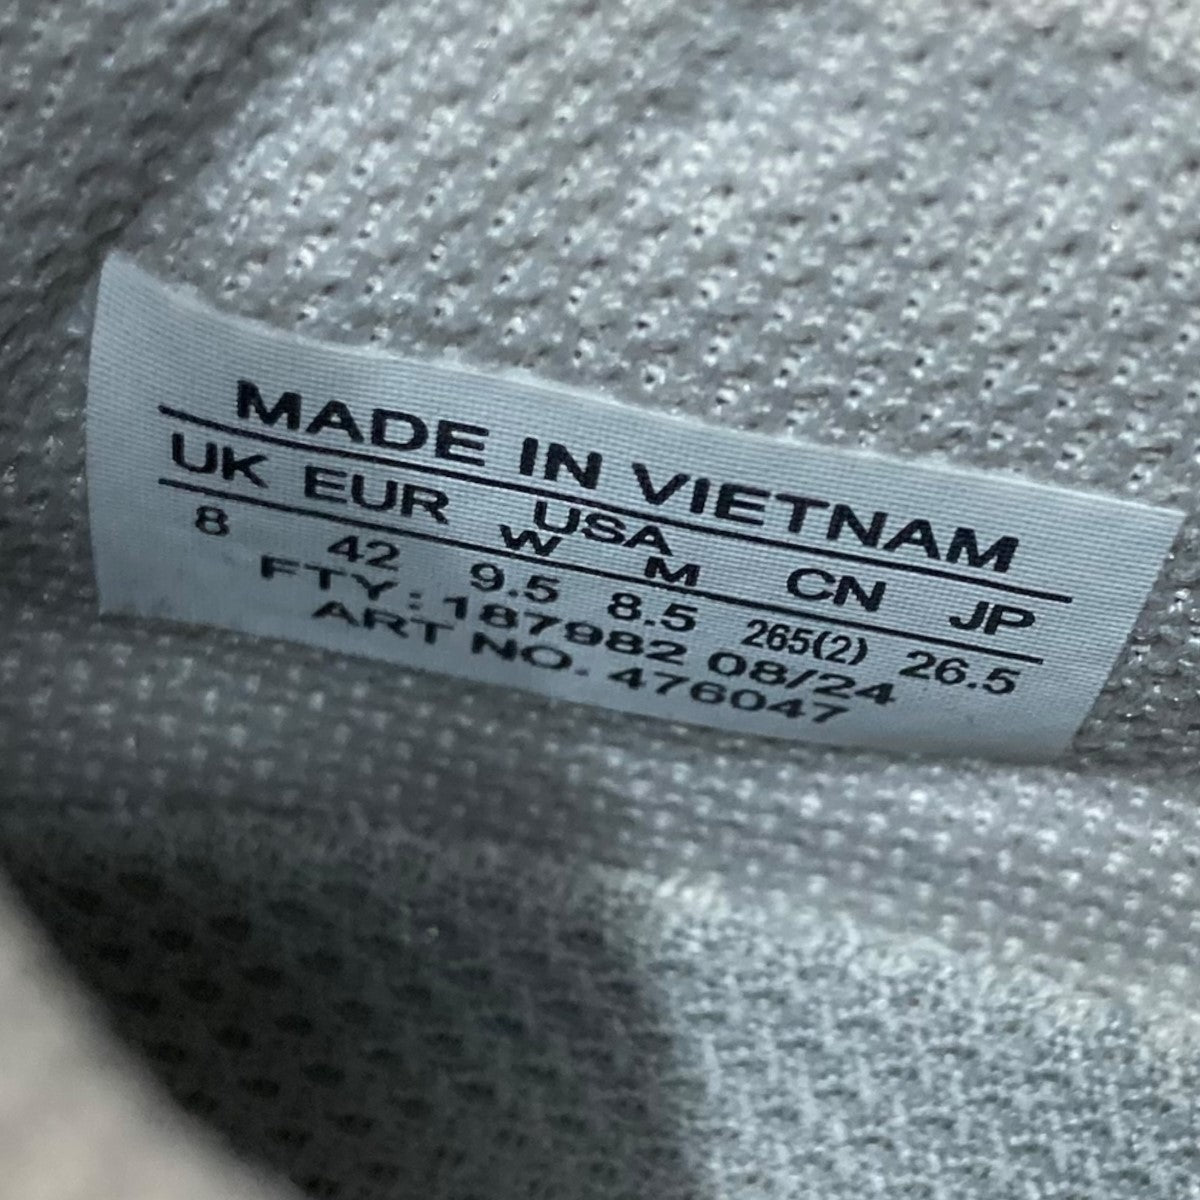 MADE IN VIETNAM
UK EUR USA CN JP
W M
8 42 9.5 8.5 265(2) 26.5
FTY: 187982 08/24
ART NO. 476047